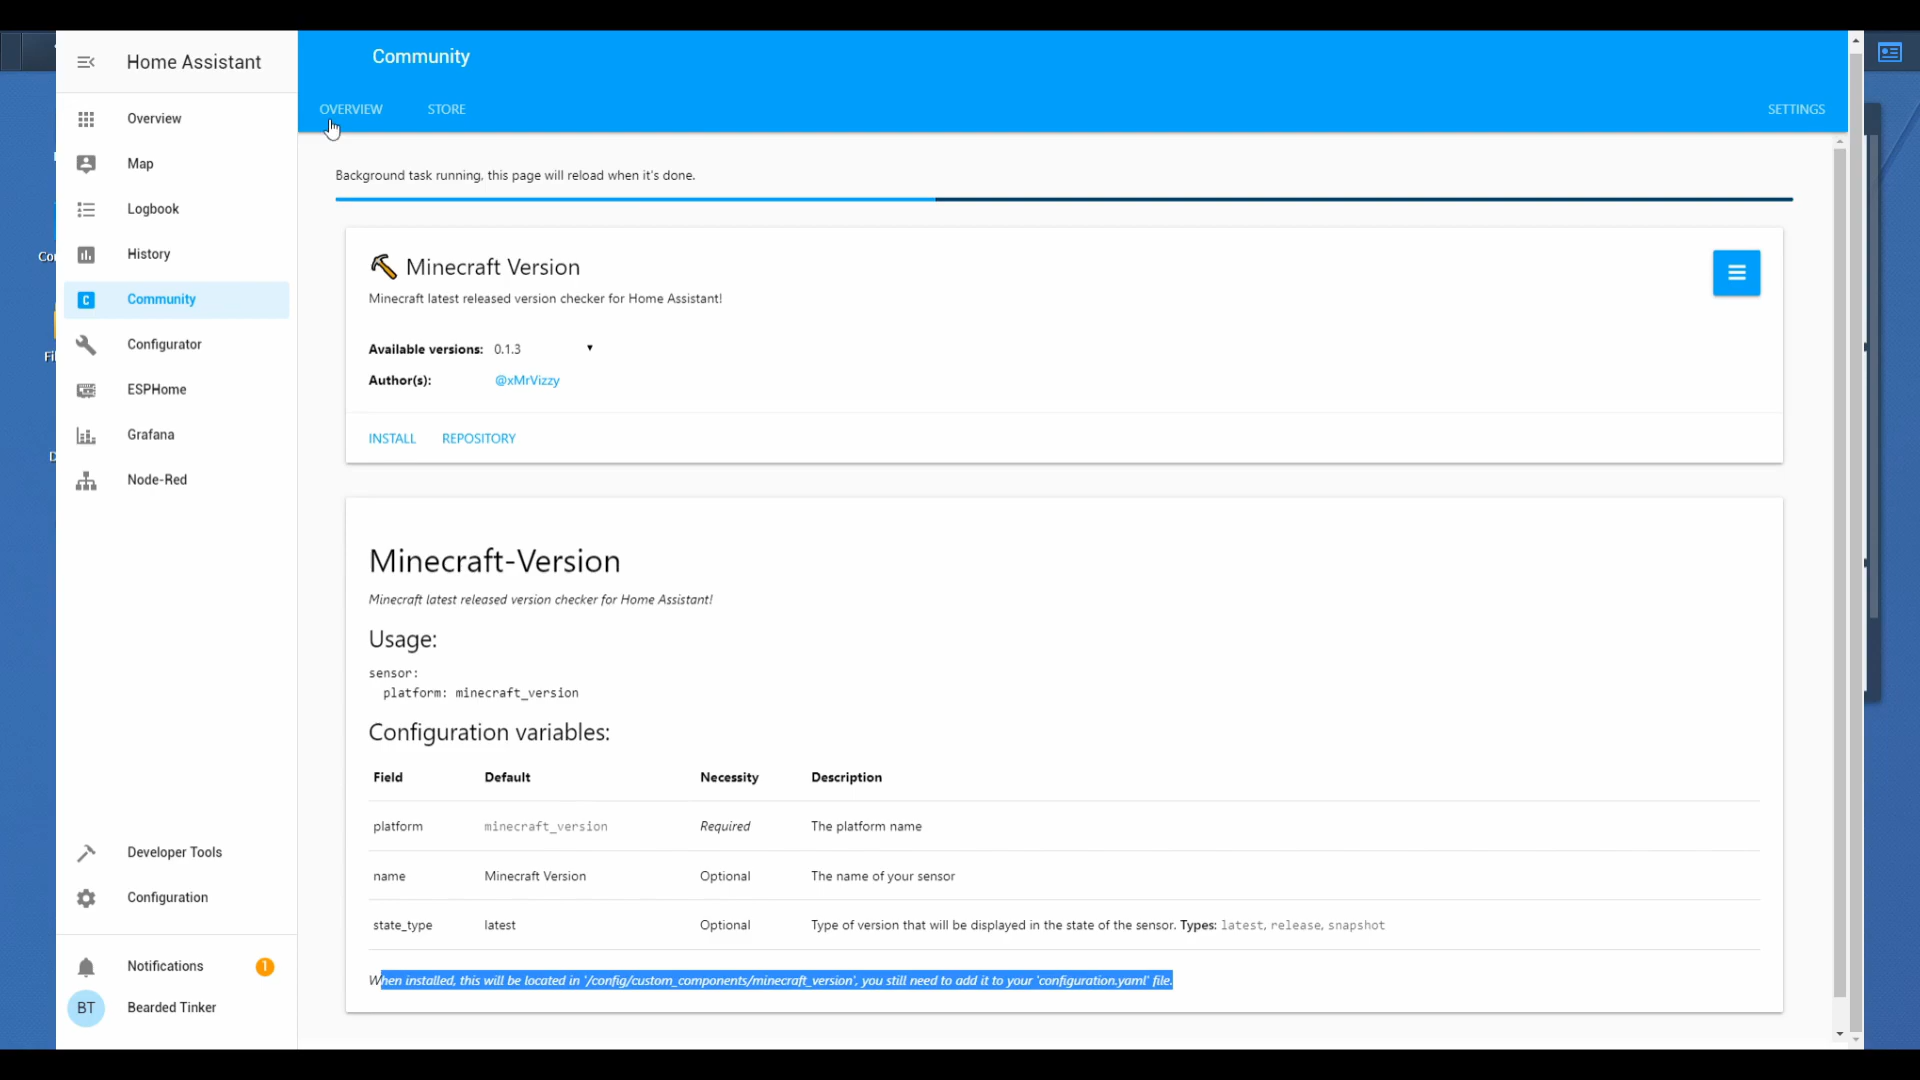 Home Assistant
Community
OVERVIEW
STORE
SETTINGS
Overview
Map
Logbook
History
C
Community
Configurator
ESPHome
Grafana
Node-Red
Developer Tools
Configuration
Notifications
1
BT
Bearded Tinker
Background task running, this page will reload when it's done.
Minecraft Version
Minecraft latest released version checker for Home Assistant!
Available versions: 0.1.3
Author(s): @xMrVizzy
INSTALL
REPOSITORY
Minecraft-Version
Minecraft latest released version checker for Home Assistant!
Usage:
sensor:
platform: minecraft_version
Configuration variables:
Field Default Necessity Description
platform minecraft_version Required The platform name
name Minecraft Version Optional The name of your sensor
state_type latest Optional Type of version that will be displayed in the state of the sensor. Types: latest, release, snapshot
When installed, this will be located in '/config/custom_components/minecraft_version', you still need to add it to your 'configuration.yaml' file.